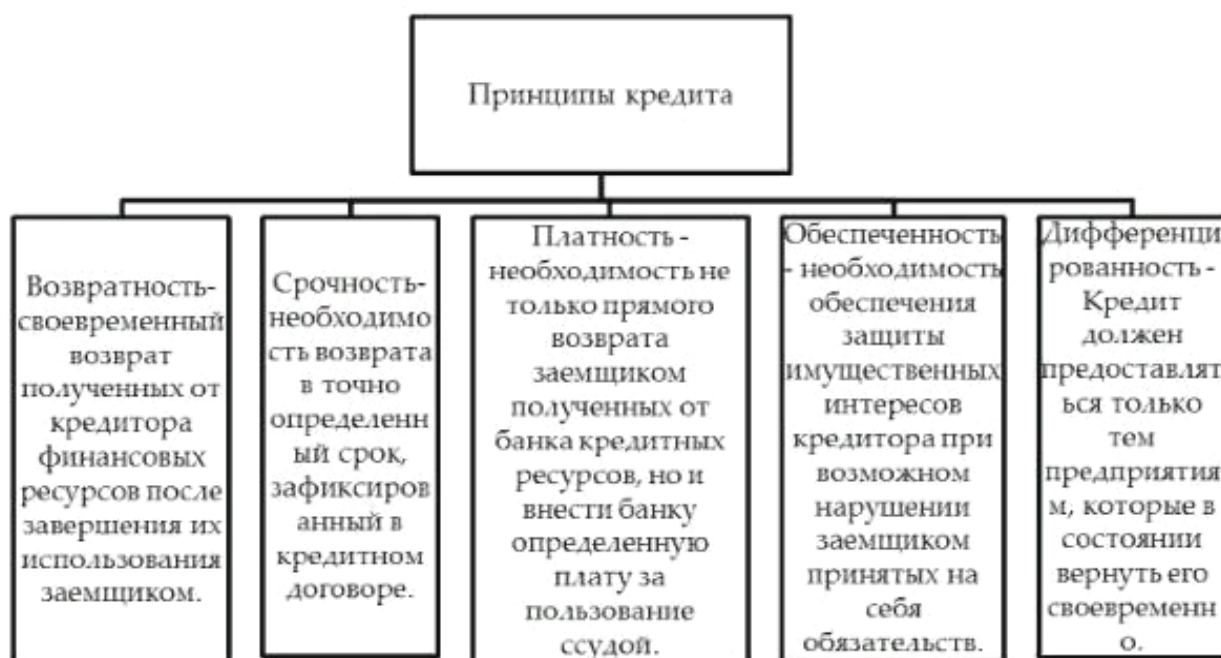 Принципы кредита
Возвратность-
своевременный
возврат
полученных от
кредитора
финансовых
ресурсов после
завершения их
использования
заемщиком.
Срочность-
необходимо
сть возврата
в точно
определенн
ый срок,
зафиксиров
анный в
кредитном
договоре.
Платность -
необходимость не
только прямого
возврата
заемщиком
полученных от
банка кредитных
ресурсов, но и
внести банку
определенную
плату за
пользование
ссудой.
Обеспеченность
- необходимость
обеспечения
защиты
имущественных
интересов
кредитора при
возможном
нарушении
заемщиком
принятых на
себя
обязательств.
Дифференци
рованность -
Кредит
должен
предоставлят
ься только
тем
предприятия
м, которые в
состоянии
вернуть его
своевременн
о.